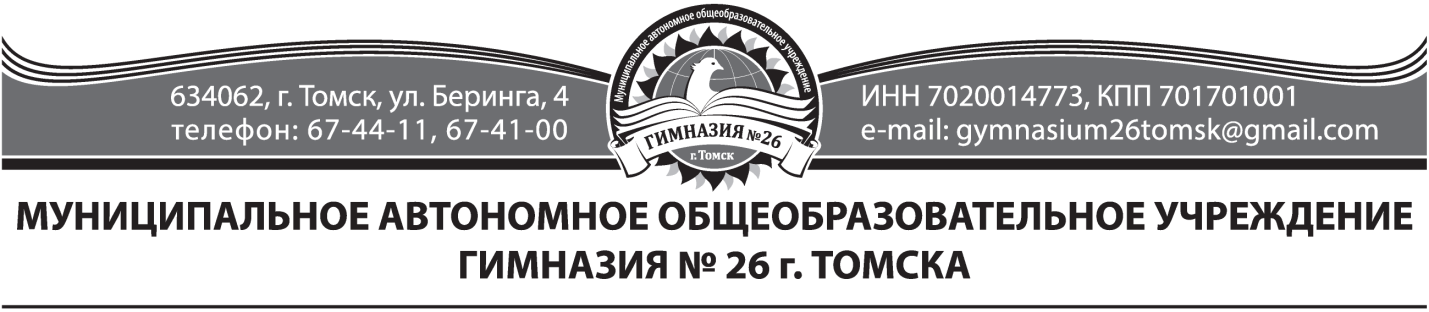 Муниципальное автономное общеобразовательное учреждение
634062, г. Томск, ул. Беринга, 4
телефон: 67-44-11, 67-41-00
ГИМНАЗИЯ №26
г. Томск
ИНН 7020014773, КПП 701701001
e-mail: gymnasium26tomsk@gmail.com
МУНИЦИПАЛЬНОЕ АВТОНОМНОЕ ОБЩЕОБРАЗОВАТЕЛЬНОЕ УЧРЕЖДЕНИЕ
ГИМНАЗИЯ № 26 г. ТОМСКА